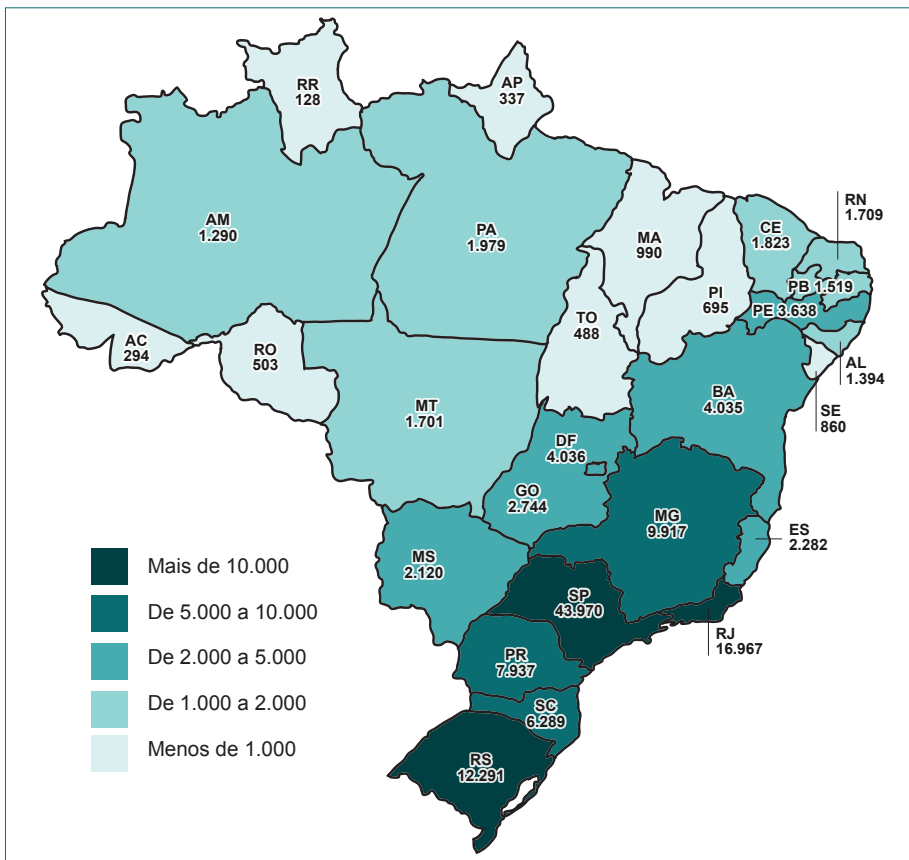 RR
128
AP
337
AM
1.290
PA
1.979
MA
990
CE
1.823
RN
1.709
PB 1.519
PI
695
PE 3.638
TO
488
AC
294
RO
503
AL
1.394
BA
4.035
SE
860
MT
1.701
DF
4.036
GO
2.744
MG
9.917
ES
2.282
MS
2.120
SP
43.970
RJ
16.967
PR
7.937
SC
6.289
RS
12.291
Mais de 10.000
De 5.000 a 10.000
De 2.000 a 5.000
De 1.000 a 2.000
Menos de 1.000